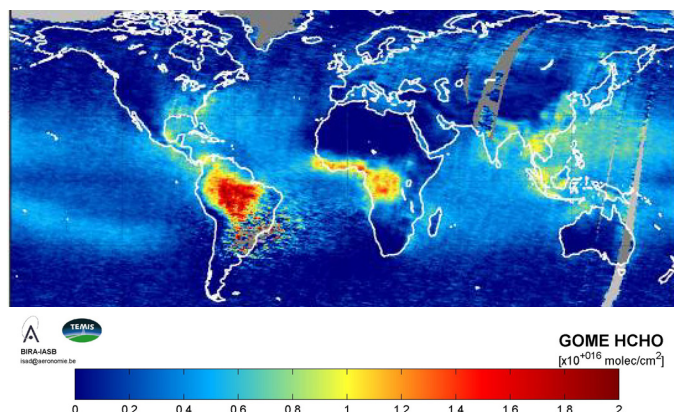 TEMIS
BIRA-IASB
isad@aeronomie.be
GOME HCHO
[x10⁺⁰¹⁶ molec/cm²]
0 0.2 0.4 0.6 0.8 1 1.2 1.4 1.6 1.8 2